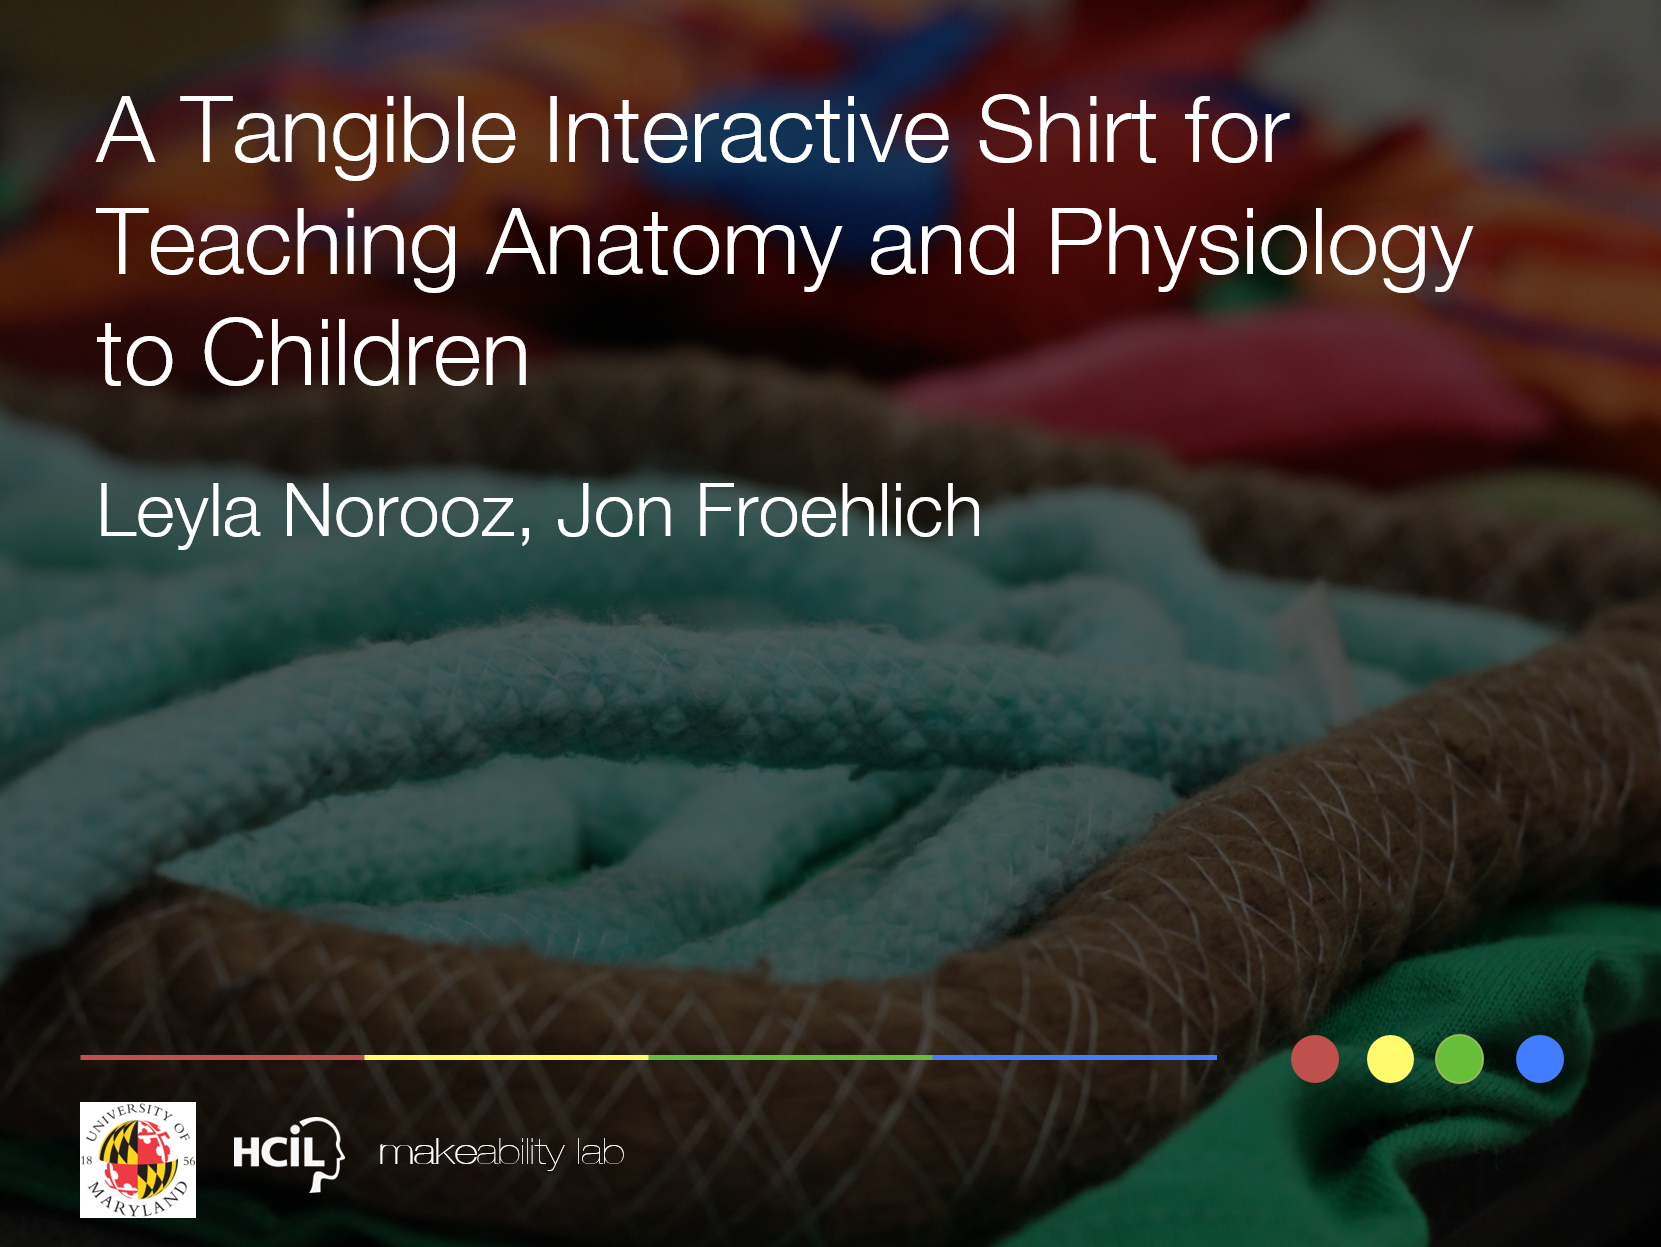 A Tangible Interactive Shirt for
Teaching Anatomy and Physiology
to Children
Leyla Norooz, Jon Froehlich
UNIVERSITY OF
18 56
MARYLAND
HCIL
makeability lab